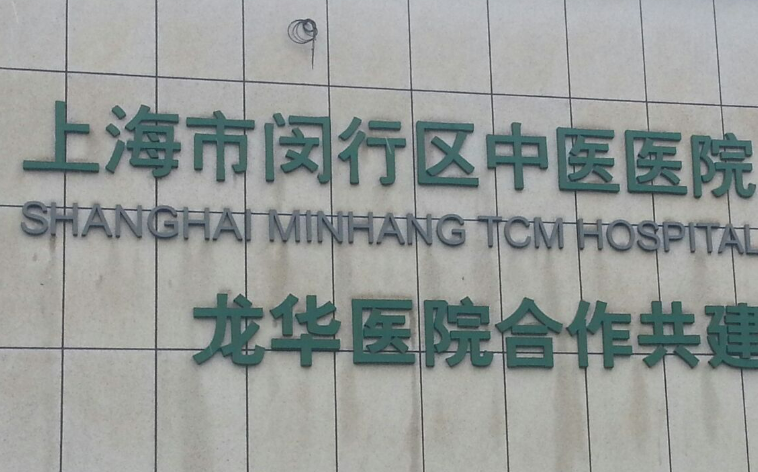 上海市闵行区中医医院
SHANGHAI MINHANG TCM HOSPITAL
龙华医院合作共建